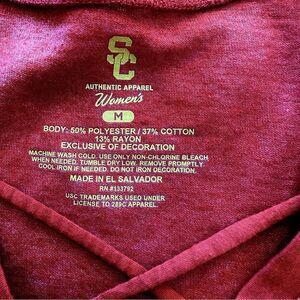 SC
AUTHENTIC APPAREL
Women's
M
BODY: 50% POLYESTER / 37% COTTON
13% RAYON
EXCLUSIVE OF DECORATION
MACHINE WASH COLD. USE ONLY NON-CHLORINE BLEACH
WHEN NEEDED. TUMBLE DRY LOW. REMOVE PROMPTLY.
COOL IRON IF NEEDED. DO NOT IRON DECORATION.
MADE IN EL SALVADOR
RN #133792
USC TRADEMARKS USED UNDER
LICENSE TO 289C APPAREL.